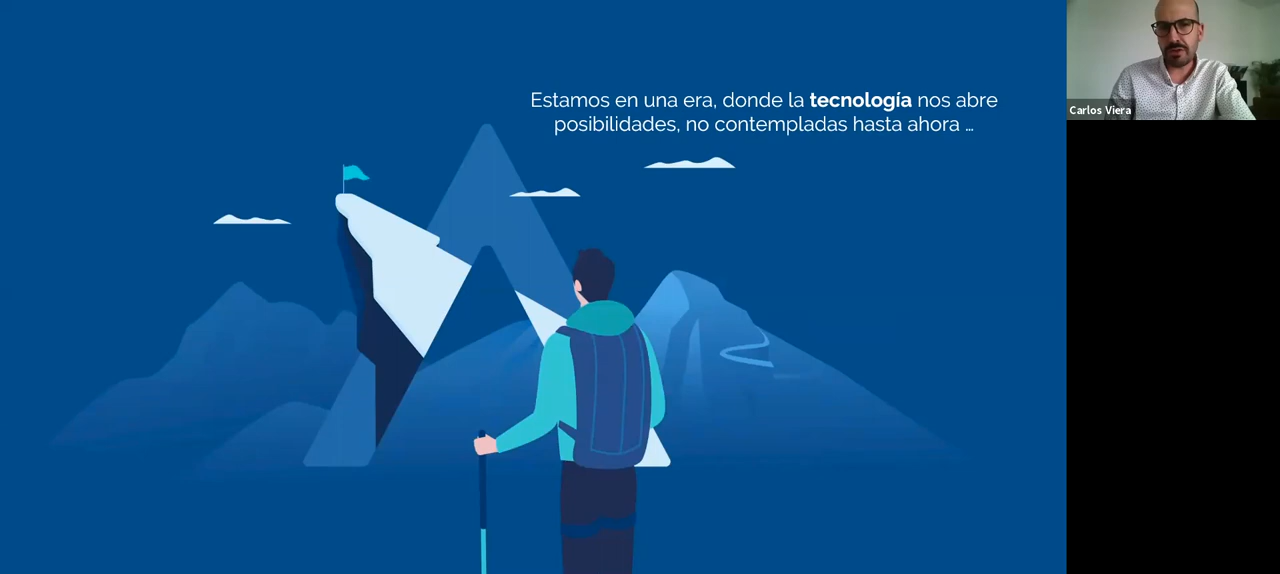 Estamos en una era, donde la tecnología nos abre
posibilidades, no contempladas hasta ahora ...
Carlos Viera